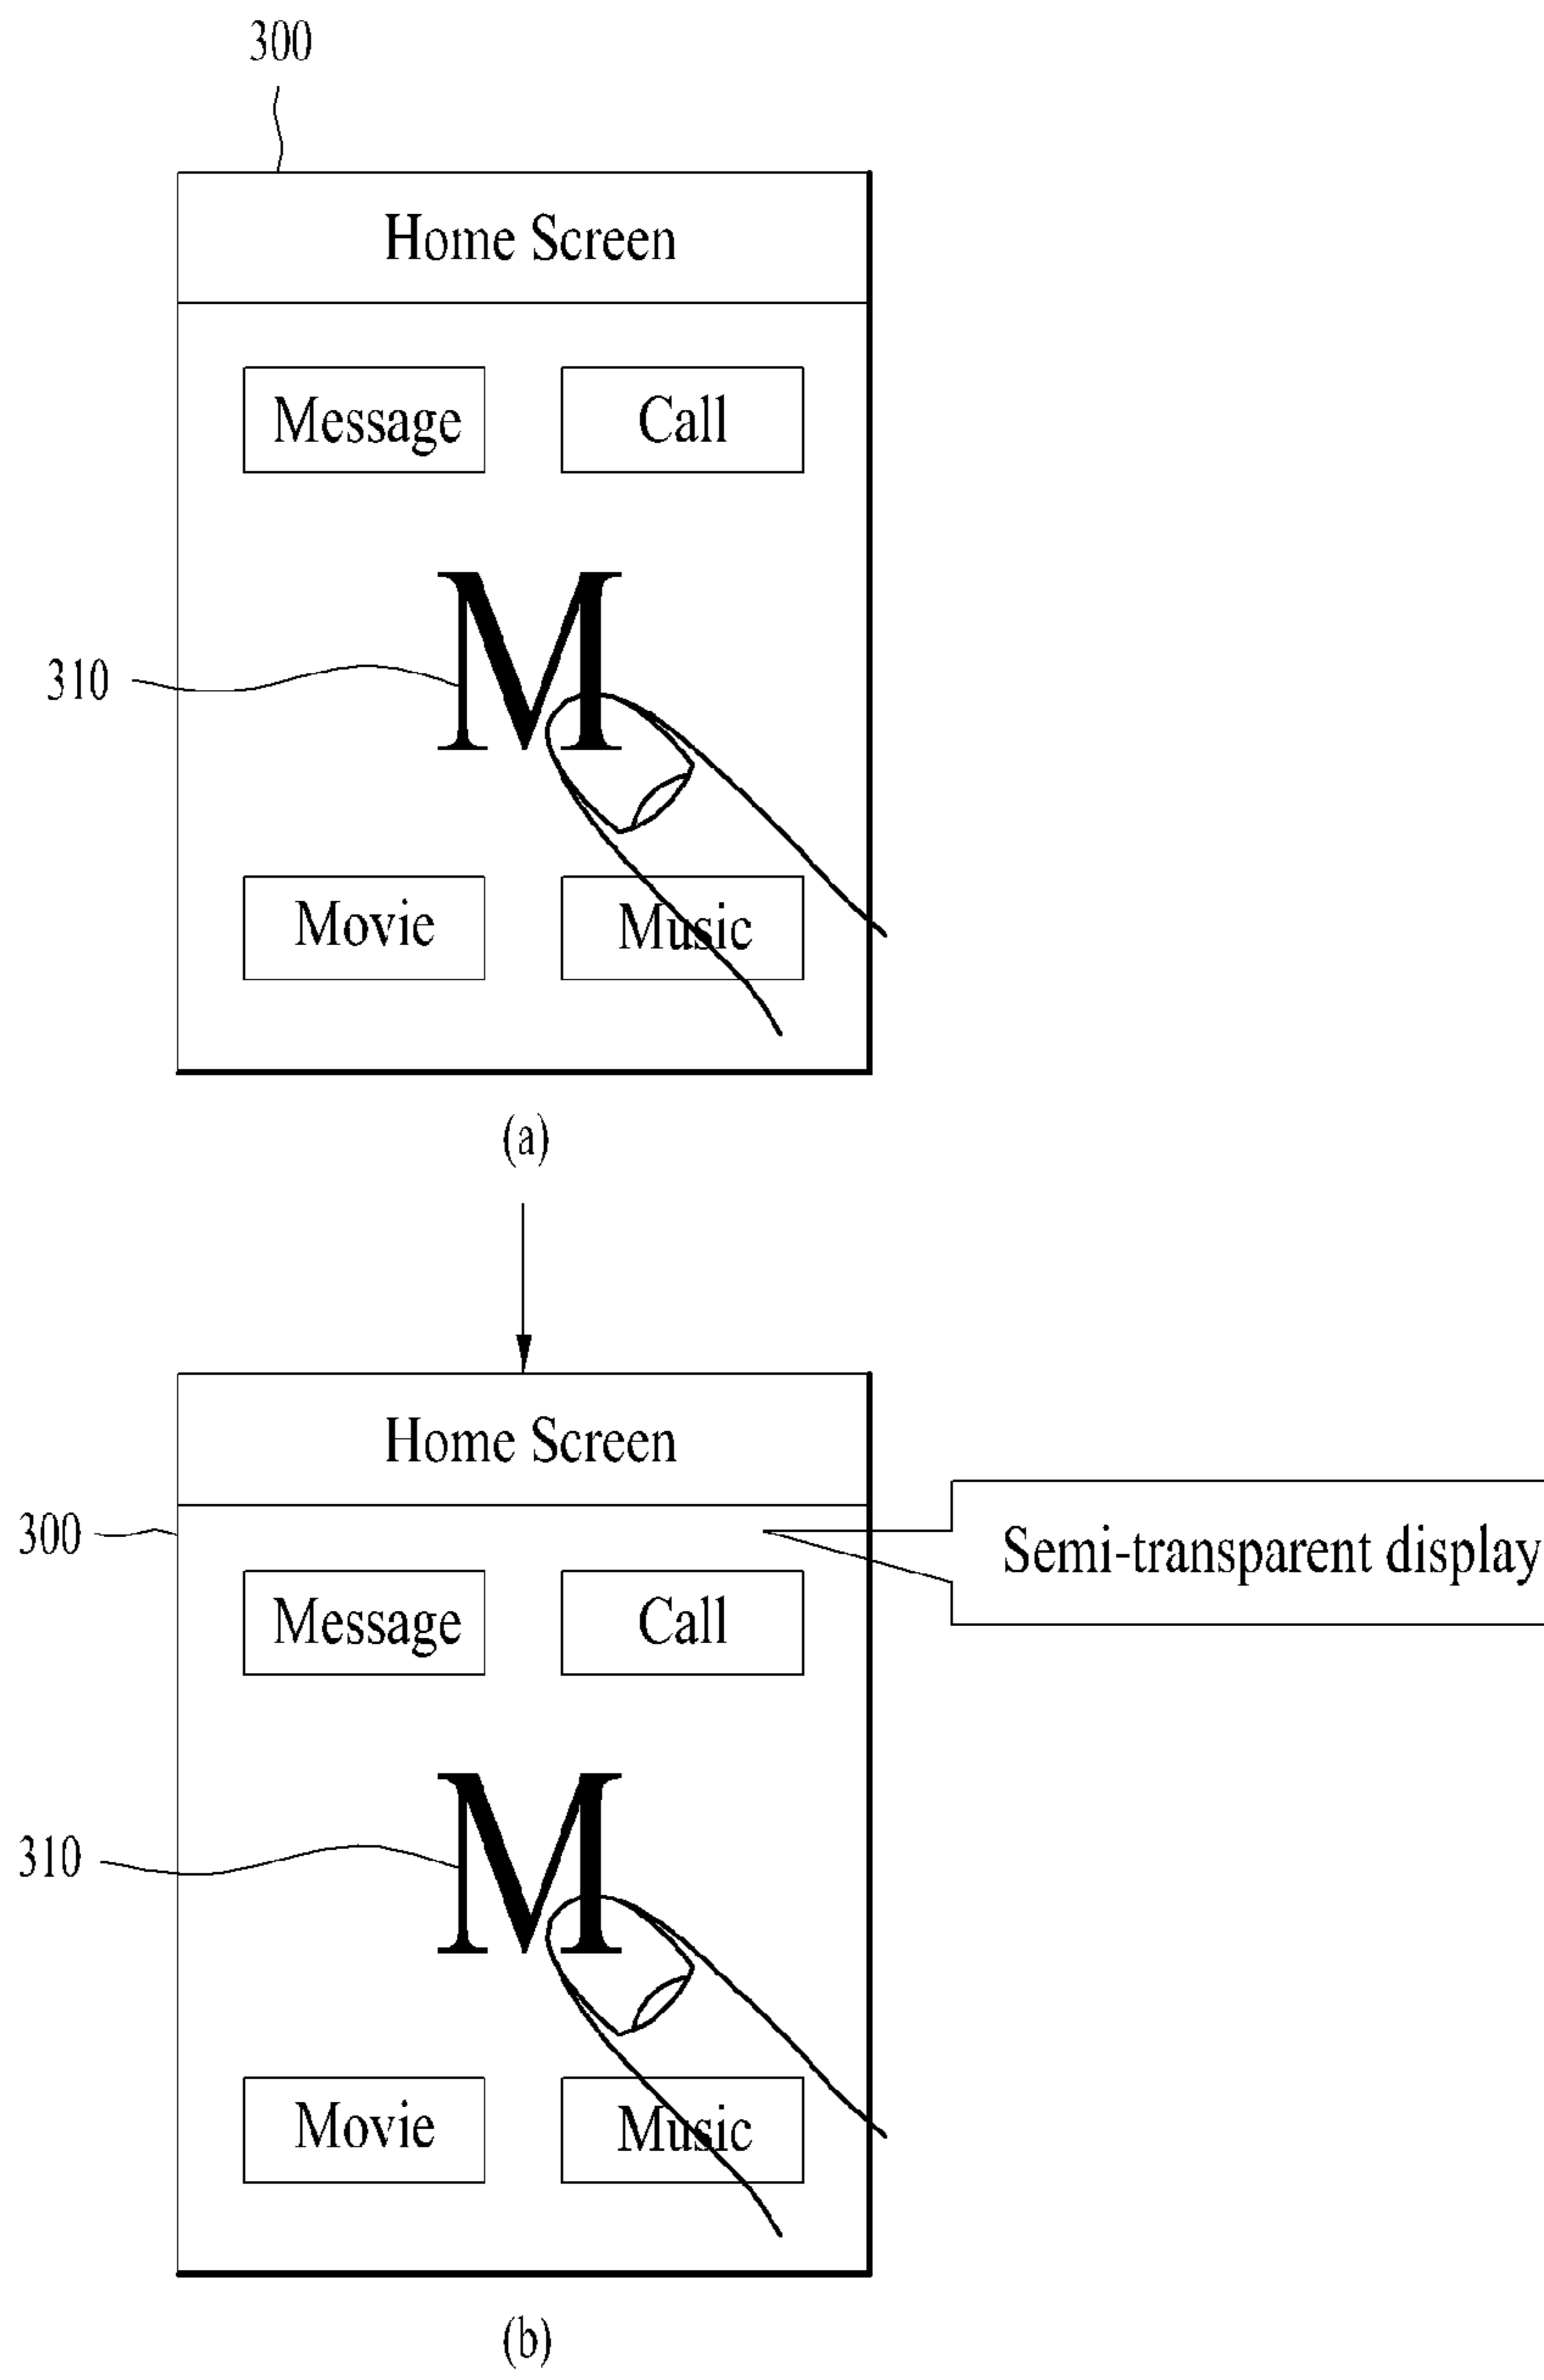 300
Home Screen
Message Call
M
310
Movie Music
(a)
Home Screen
300
Semi-transparent display
Message Call
M
310
Movie Music
(b)